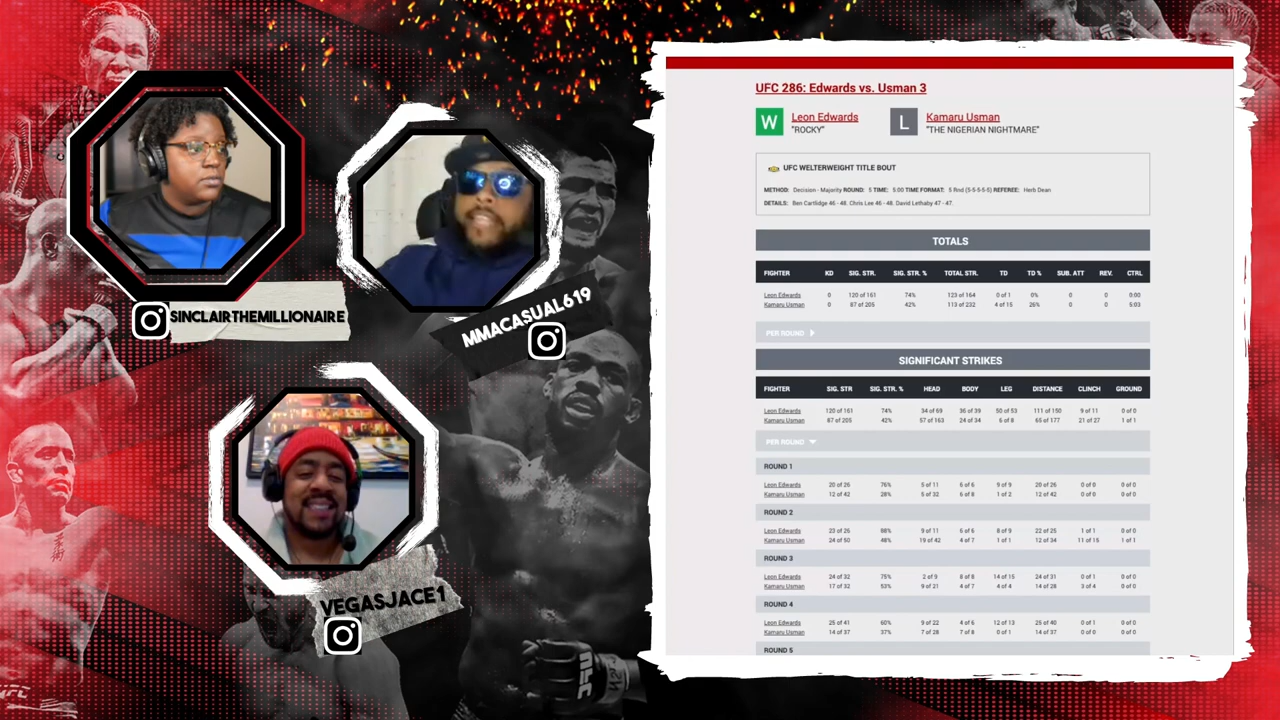 SINCLAIRTHEMILLIONAIRE
MMACASUAL619
VEGASJACE1
UFC 286: Edwards vs. Usman 3
W Leon Edwards L Kamaru Usman
"ROCKY" "THE NIGERIAN NIGHTMARE"
UFC WELTERWEIGHT TITLE BOUT
METHOD: Decision - Majority ROUND: 5 TIME: 5:00 TIME FORMAT: 5 Rnd (5-5-5-5-5) REFEREE: Herb Dean
DETAILS: Ben Cartlidge 46 - 48. Chris Lee 46 - 48. David Lethaby 47 - 47.
TOTALS
FIGHTER KD SIG. STR. SIG. STR. % TOTAL STR. TD TD % SUB. ATT REV. CTRL
Leon Edwards 0 120 of 161 74% 123 of 164 0 of 1 0% 0 0 0:00
Kamaru Usman 0 87 of 205 42% 113 of 232 4 of 15 26% 0 0 5:03
PER ROUND
SIGNIFICANT STRIKES
FIGHTER SIG. STR SIG. STR. % HEAD BODY LEG DISTANCE CLINCH GROUND
Leon Edwards 120 of 161 74% 34 of 69 36 of 39 50 of 53 111 of 150 9 of 11 0 of 0
Kamaru Usman 87 of 205 42% 57 of 163 24 of 34 6 of 8 65 of 177 21 of 27 1 of 1
PER ROUND
ROUND 1
Leon Edwards 20 of 26 76% 5 of 11 6 of 6 9 of 9 20 of 26 0 of 0 0 of 0
Kamaru Usman 12 of 42 28% 5 of 32 6 of 8 1 of 2 12 of 42 0 of 0 0 of 0
ROUND 2
Leon Edwards 23 of 26 88% 9 of 11 6 of 6 8 of 9 22 of 25 1 of 1 0 of 0
Kamaru Usman 24 of 50 48% 19 of 42 4 of 7 1 of 1 12 of 34 11 of 15 1 of 1
ROUND 3
Leon Edwards 24 of 32 75% 2 of 9 8 of 8 14 of 15 24 of 31 0 of 1 0 of 0
Kamaru Usman 17 of 32 53% 9 of 21 4 of 7 4 of 4 14 of 28 3 of 4 0 of 0
ROUND 4
Leon Edwards 25 of 41 60% 9 of 22 4 of 6 12 of 13 25 of 40 0 of 1 0 of 0
Kamaru Usman 14 of 37 37% 7 of 28 7 of 8 0 of 1 14 of 37 0 of 0 0 of 0
ROUND 5
UFC
UFC